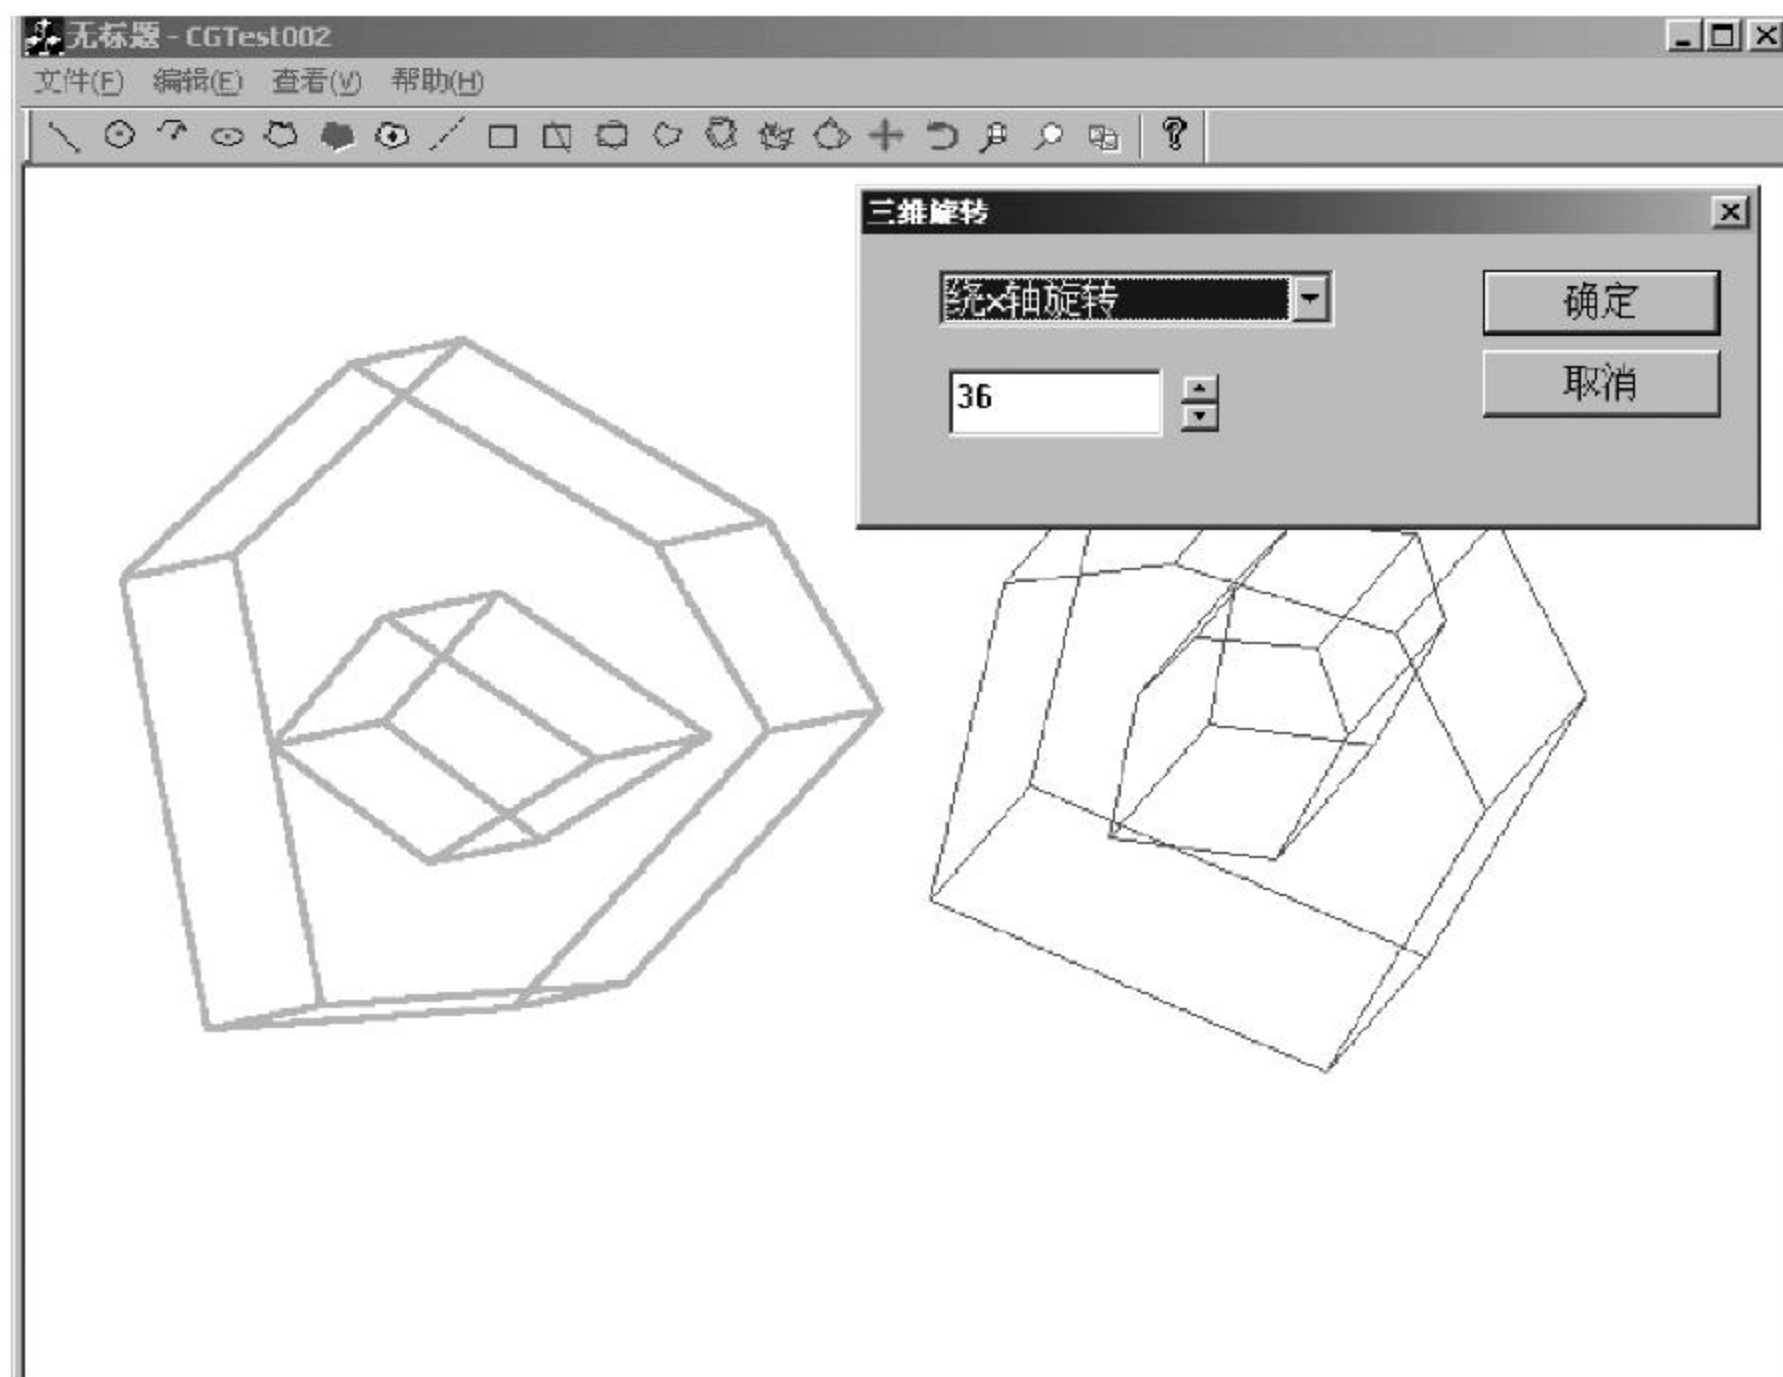 无标题 - CGTest002
文件(F) 编辑(E) 查看(V) 帮助(H)
三维旋转
绕x轴旋转
确定
36
取消